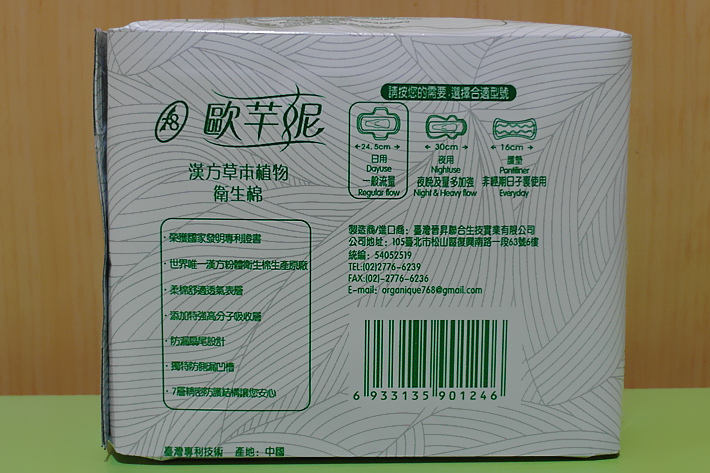 歐芊妮
漢方草本植物
衛生棉
請按您的需要,選擇合適型號
24.5cm
30cm
16cm
日用
夜用
護墊
Dayuse
Nightuse
Pantiliner
一般流量
夜晚及量多加強
非經期日子護使用
Regular flow
Night & Heavy flow
Everyday
·榮獲國家發明專利證書
·世界唯一漢方粉體衛生棉生產原廠
·柔棉舒適透氣表層
·添加特強高分子吸收層
·防漏扇尾設計
·獨特防側漏凹槽
·7層精密防護結構讓您安心
製造商/進口商:臺灣普昇聯合生技實業有限公司
公司地址:105臺北市松山區復興南路一段63號6樓
統編:54052519
TEL:(02)2776-6239
FAX:(02)-2776-6236
E-mail:organique768@gmail.com
6 933135 901246
臺灣專利技術 產地:中國